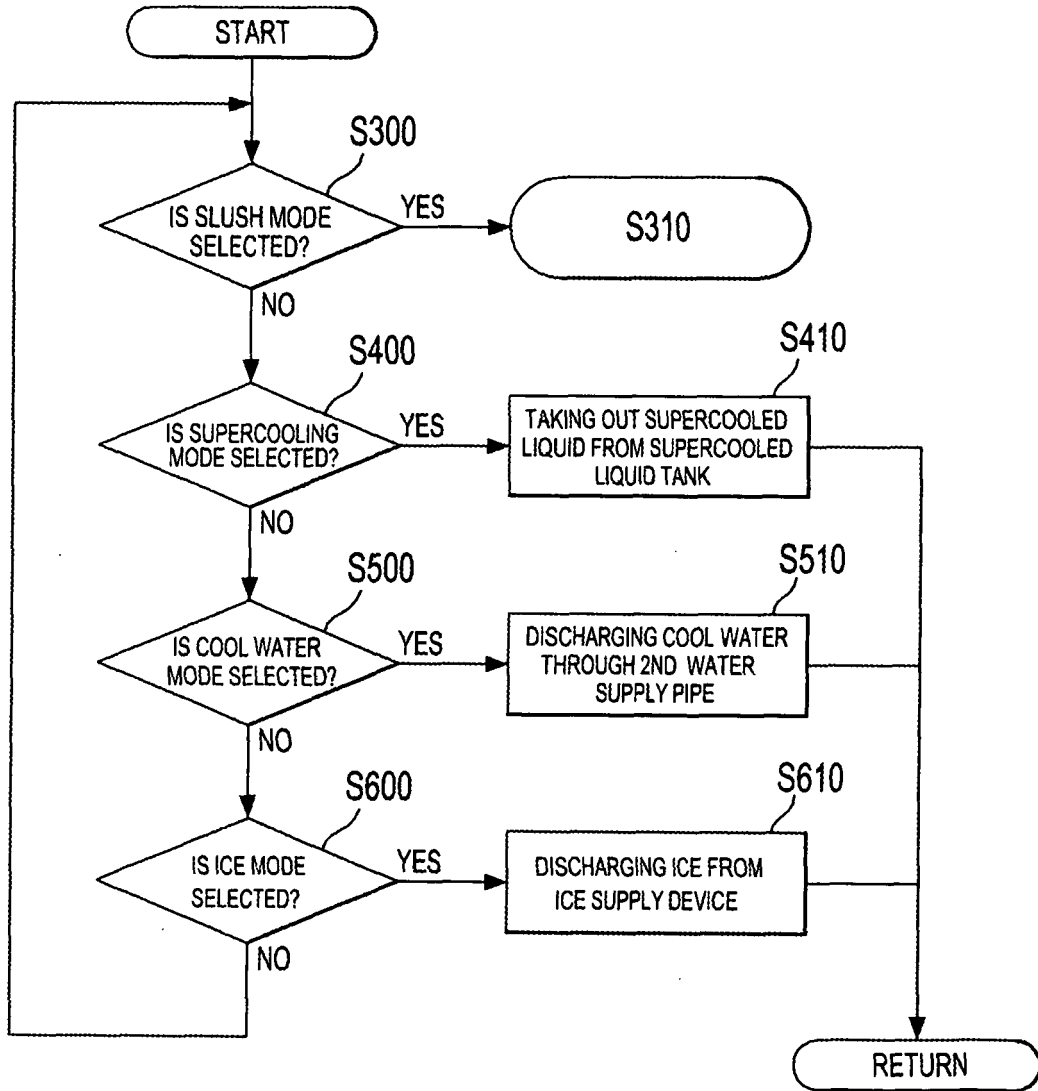 START
S300
IS SLUSH MODE
SELECTED?
YES
S310
NO
S400
IS SUPERCOOLING
MODE SELECTED?
YES
S410
TAKING OUT SUPERCOOLED
LIQUID FROM SUPERCOOLED
LIQUID TANK
NO
S500
IS COOL WATER
MODE SELECTED?
YES
S510
DISCHARGING COOL WATER
THROUGH 2ND WATER
SUPPLY PIPE
NO
S600
IS ICE MODE
SELECTED?
YES
S610
DISCHARGING ICE FROM
ICE SUPPLY DEVICE
NO
RETURN